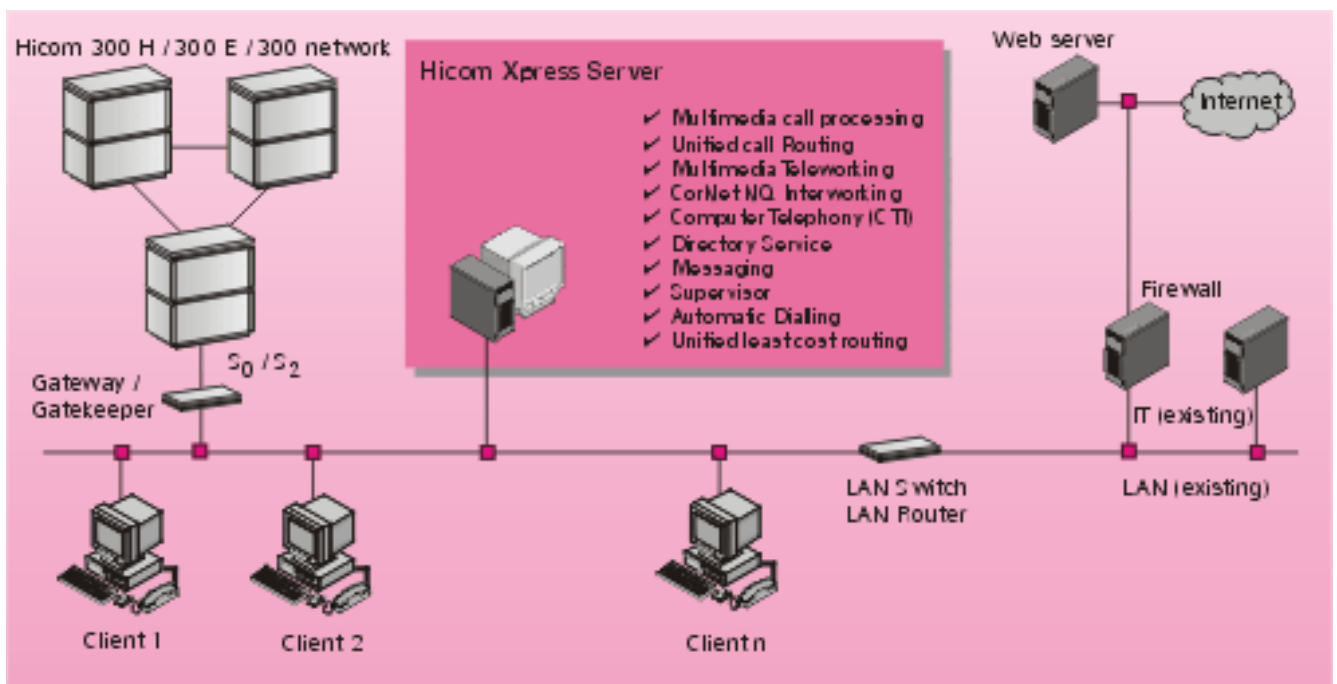 Hicom 300 H / 300 E / 300 network
Hicom Xpress Server
✔ Multimedia call processing
✔ Unified call Routing
✔ Multimedia Teleworking
✔ CorNet NQ Interworking
✔ Computer Telephony (CTI)
✔ Directory Service
✔ Messaging
✔ Supervisor
✔ Automatic Dialling
✔ Unified least cost routing
Web server
Internet
Firewall
IT (existing)
S0 / S2
Gateway /
Gatekeeper
LAN Switch
LAN Router
LAN (existing)
Client 1
Client 2
Client n